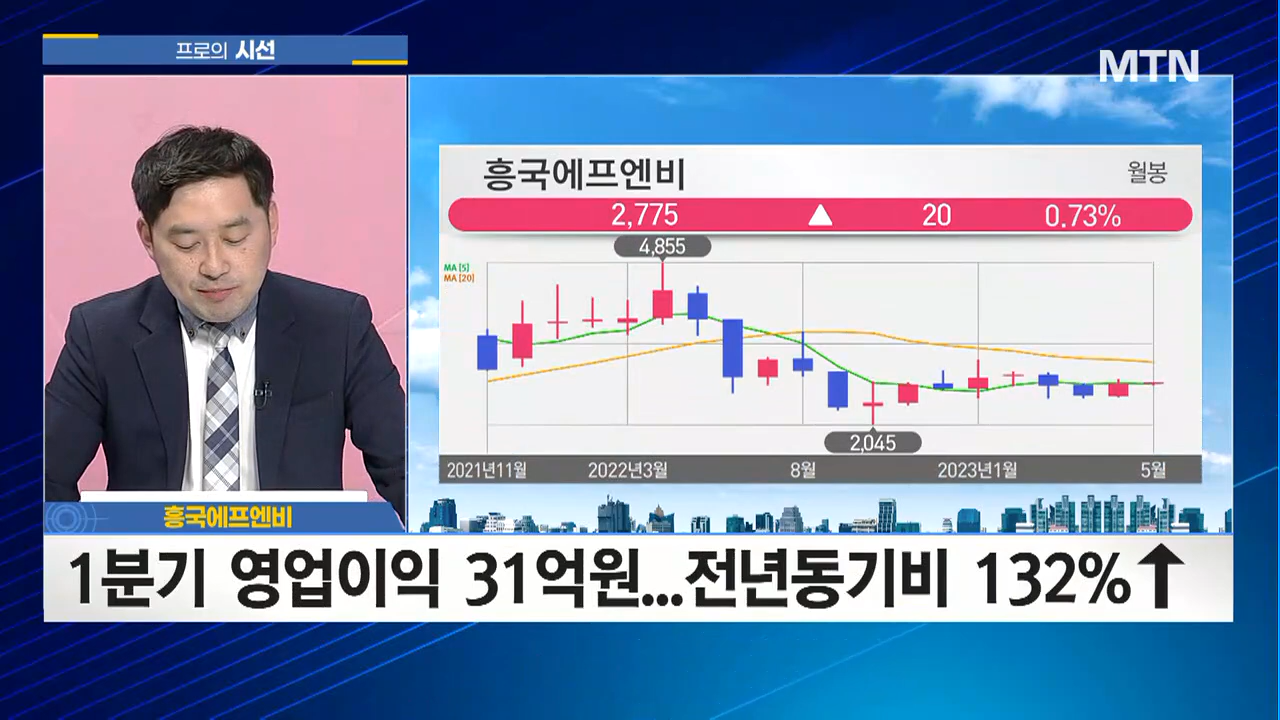 프로의 시선
MTN
흥국에프엔비
월봉
2,775 ▲ 20 0.73%
4,855
MA [5]
MA [20]
2,045
2021년11월 2022년3월 8월 2023년1월 5월
흥국에프엔비
1분기 영업이익 31억원...전년동기비 132%↑